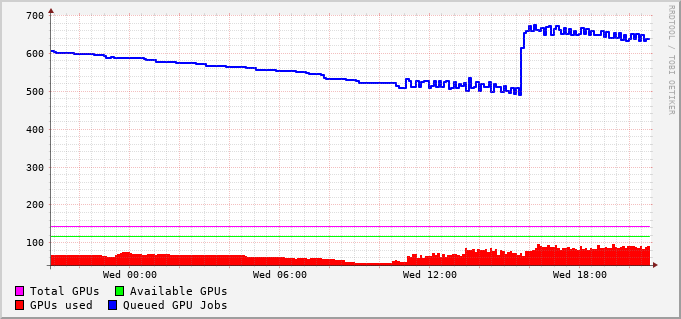 700
600
500
400
300
200
100
Wed 00:00 Wed 06:00 Wed 12:00 Wed 18:00
Total GPUs Available GPUs
GPUs used Queued GPU Jobs
RRDTOOL / TOBI OETIKER